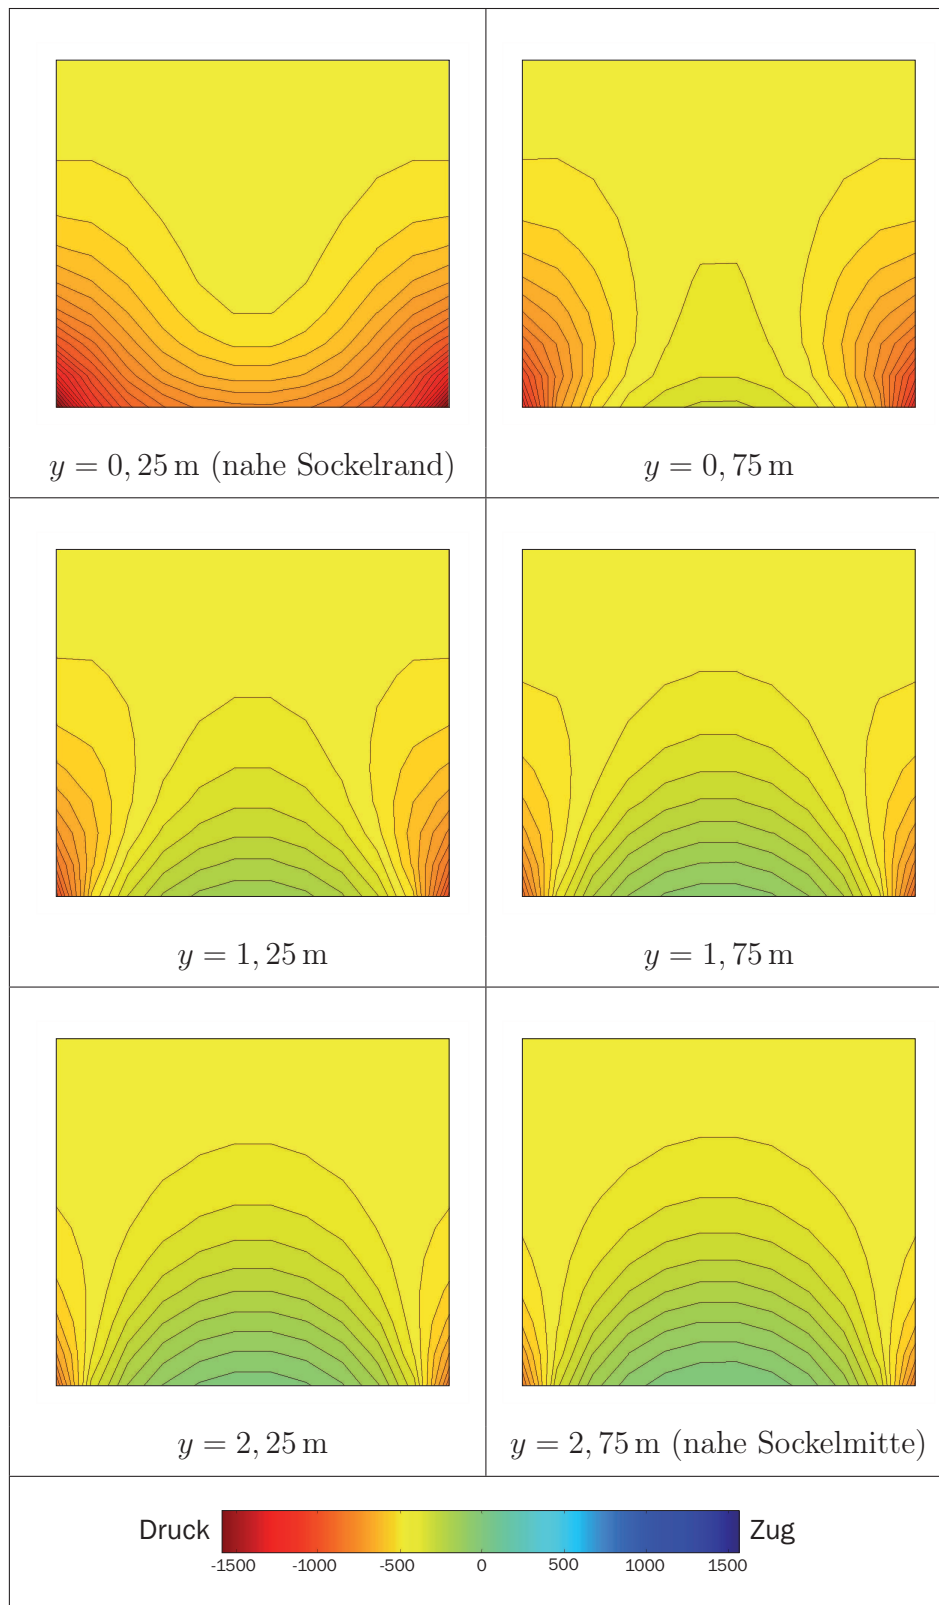 y = 0, 25 m (nahe Sockelrand)
y = 0, 75 m
y = 1, 25 m
y = 1, 75 m
y = 2, 25 m
y = 2, 75 m (nahe Sockelmitte)
Druck Zug
-1500 -1000 -500 0 500 1000 1500